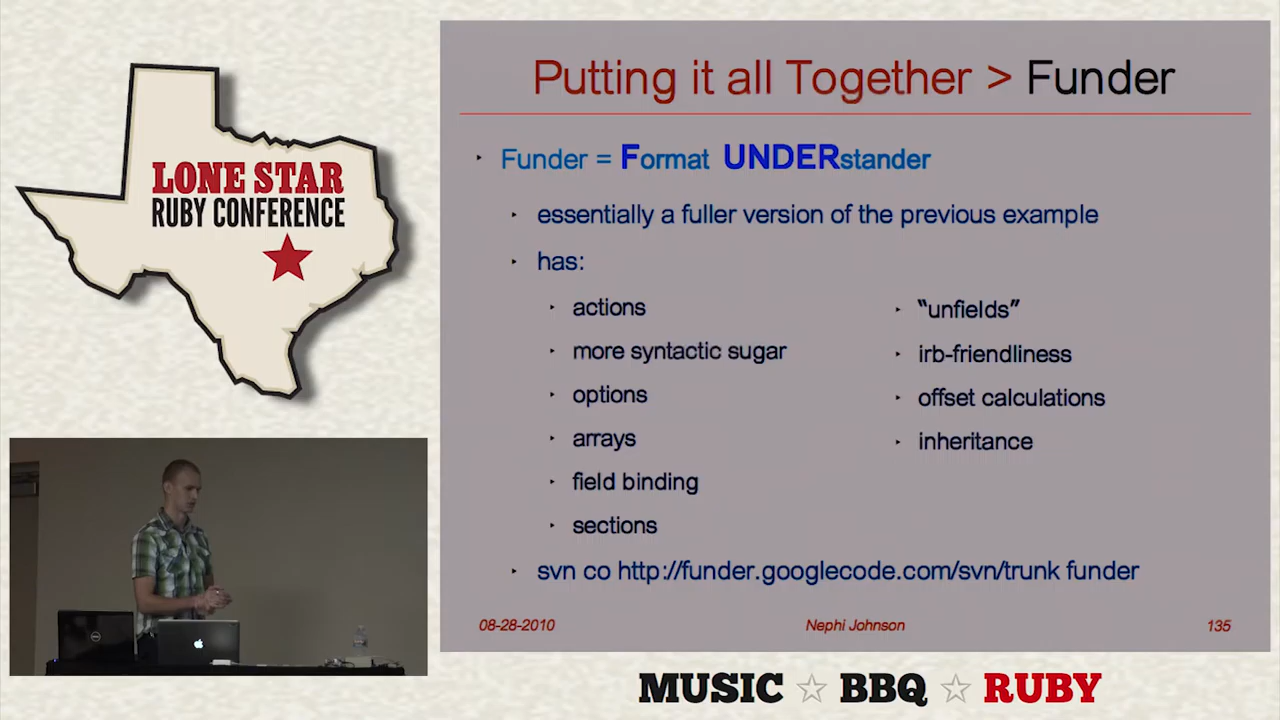 LONE STAR
RUBY CONFERENCE
Putting it all Together > Funder
Funder = Format UNDERstander
essentially a fuller version of the previous example
has:
actions
more syntactic sugar
options
arrays
field binding
sections
“unfields”
irb-friendliness
offset calculations
inheritance
svn co http://funder.googlecode.com/svn/trunk funder
08-28-2010 Nephi Johnson 135
MUSIC ☆ BBQ ☆ RUBY